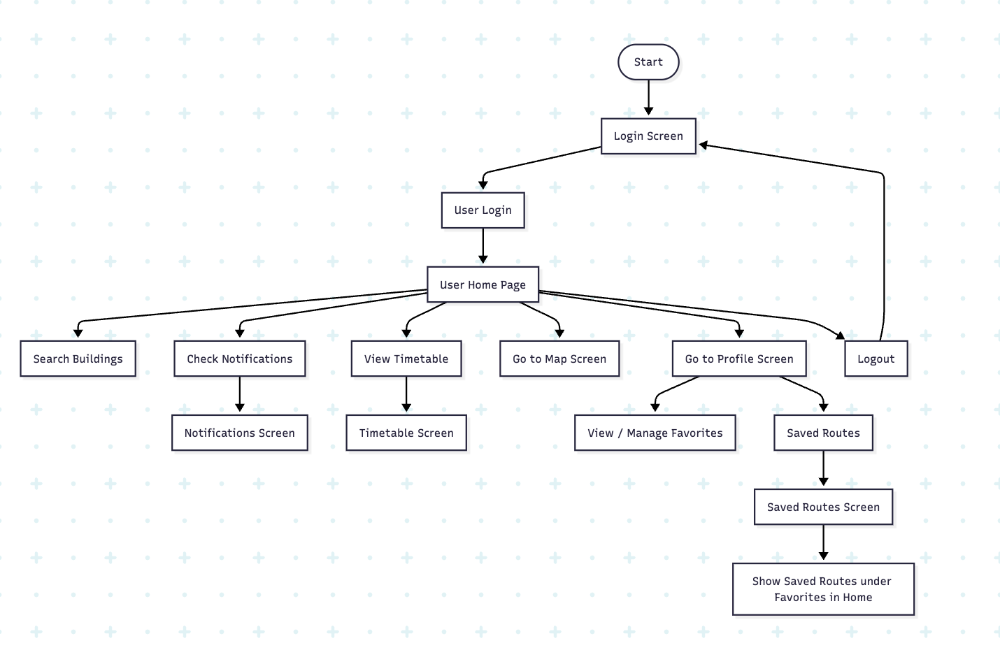 Start
Login Screen
User Login
User Home Page
Search Buildings
Check Notifications
View Timetable
Go to Map Screen
Go to Profile Screen
Logout
Notifications Screen
Timetable Screen
View / Manage Favorites
Saved Routes
Saved Routes Screen
Show Saved Routes under
Favorites in Home